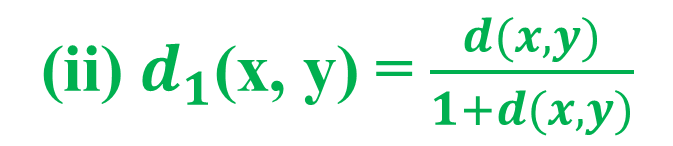 (ii) d₁(x, y) = d(x,y) / 1+d(x,y)